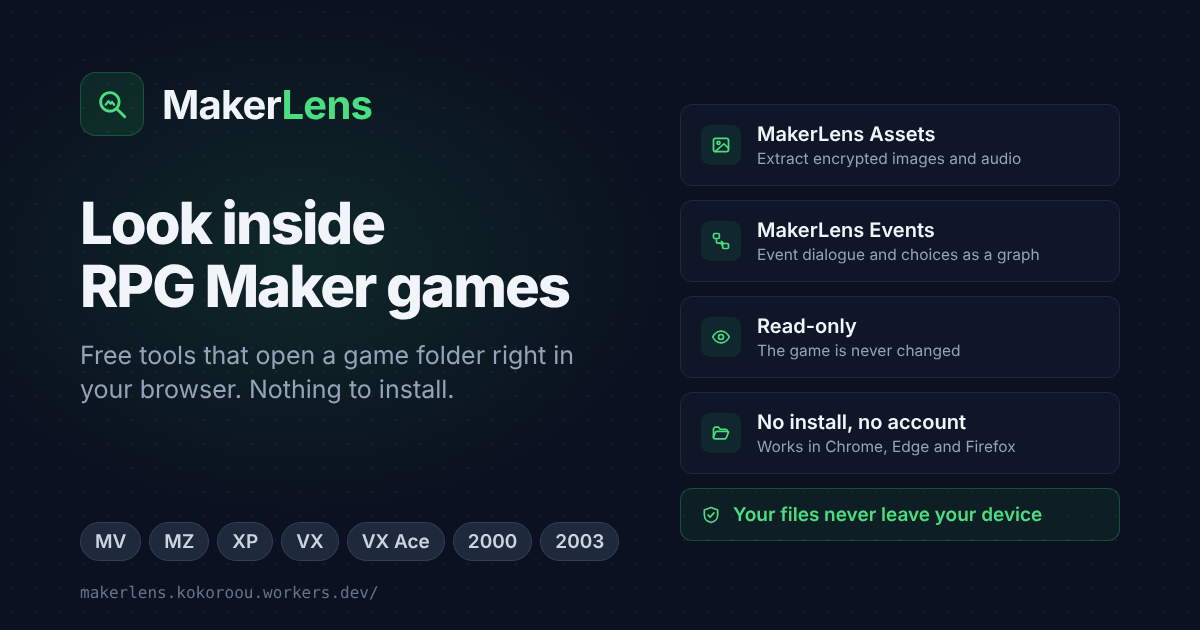 MakerLens
Look inside
RPG Maker games
Free tools that open a game folder right in
your browser. Nothing to install.
MV MZ XP VX VX Ace 2000 2003
makerlens.kokoroou.workers.dev/
MakerLens Assets
Extract encrypted images and audio
MakerLens Events
Event dialogue and choices as a graph
Read-only
The game is never changed
No install, no account
Works in Chrome, Edge and Firefox
Your files never leave your device